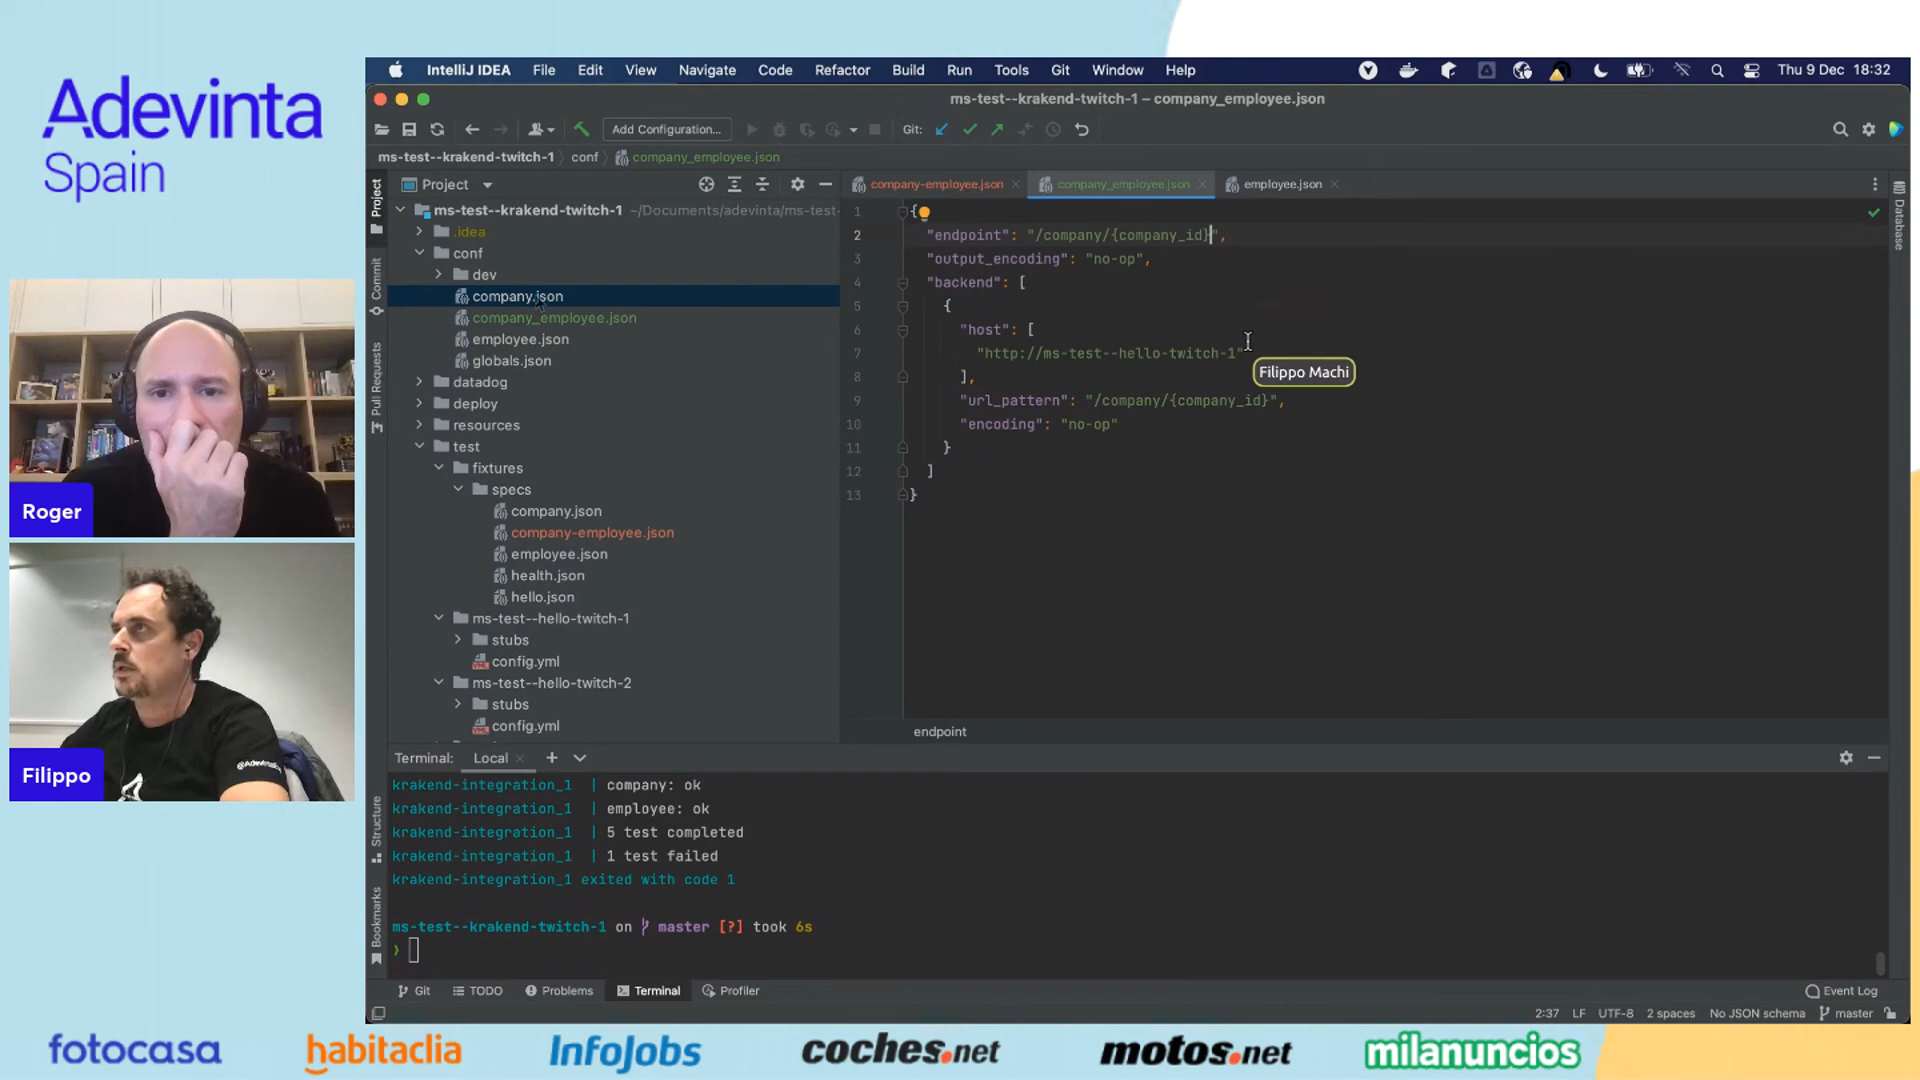 Adevinta
Spain
Roger
Filippo
@Adevinta
IntelliJ IDEA File Edit View Navigate Code Refactor Build Run Tools Git Window Help
Thu 9 Dec 18:32
ms-test--krakend-twitch-1 – company_employee.json
Add Configuration...
Git:
ms-test--krakend-twitch-1 conf company_employee.json
Project
Commit
Pull Requests
Structure
Bookmarks
Database
Project
ms-test--krakend-twitch-1 ~/Documents/adevinta/ms-test-
.idea
conf
dev
company.json
company_employee.json
employee.json
globals.json
datadog
deploy
resources
test
fixtures
specs
company.json
company-employee.json
employee.json
health.json
hello.json
ms-test--hello-twitch-1
stubs
config.yml
ms-test--hello-twitch-2
stubs
config.yml
company-employee.json
company_employee.json
employee.json
1 {
2 "endpoint": "/company/{company_id}",
3 "output_encoding": "no-op",
4 "backend": [
5 {
6 "host": [
7 "http://ms-test--hello-twitch-1"
8 ],
9 "url_pattern": "/company/{company_id}",
10 "encoding": "no-op"
11 }
12 ]
13 }
Filippo Machi
endpoint
Terminal: Local
krakend-integration_1 | company: ok
krakend-integration_1 | employee: ok
krakend-integration_1 | 5 test completed
krakend-integration_1 | 1 test failed
krakend-integration_1 exited with code 1
ms-test--krakend-twitch-1 on master [?] took 6s
❯
Git TODO Problems Terminal Profiler
Event Log
2:37 LF UTF-8 2 spaces No JSON schema master
fotocasa
habitaclia
InfoJobs
coches.net
motos.net
milanuncios